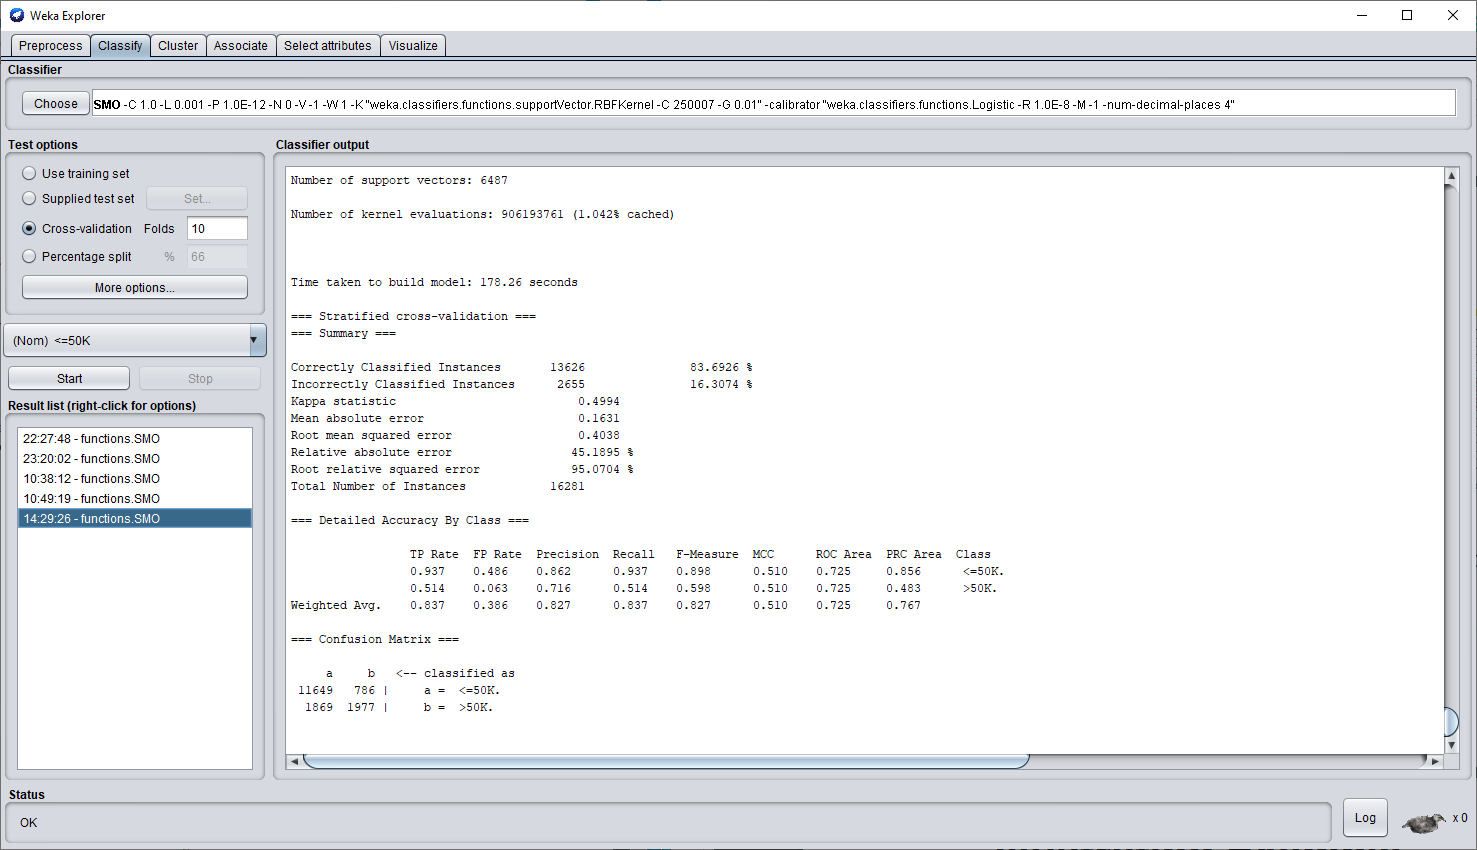 Weka Explorer
Preprocess Classify Cluster Associate Select attributes Visualize
Classifier
Choose SMO -C 1.0 -L 0.001 -P 1.0E-12 -N 0 -V -1 -W 1 -K "weka.classifiers.functions.supportVector.RBFKernel -C 250007 -G 0.01" -calibrator "weka.classifiers.functions.Logistic -R 1.0E-8 -M -1 -num-decimal-places 4"
Test options
Use training set
Supplied test set Set...
Cross-validation Folds 10
Percentage split % 66
More options...
(Nom) <=50K
Start Stop
Result list (right-click for options)
22:27:48 - functions.SMO
23:20:02 - functions.SMO
10:38:12 - functions.SMO
10:49:19 - functions.SMO
14:29:26 - functions.SMO
Classifier output
Number of support vectors: 6487
Number of kernel evaluations: 906193761 (1.042% cached)
Time taken to build model: 178.26 seconds
=== Stratified cross-validation ===
=== Summary ===
Correctly Classified Instances 13626 83.6926 %
Incorrectly Classified Instances 2655 16.3074 %
Kappa statistic 0.4994
Mean absolute error 0.1631
Root mean squared error 0.4038
Relative absolute error 45.1895 %
Root relative squared error 95.0704 %
Total Number of Instances 16281
=== Detailed Accuracy By Class ===
TP Rate FP Rate Precision Recall F-Measure MCC ROC Area PRC Area Class
0.937 0.486 0.862 0.937 0.898 0.510 0.725 0.856 <=50K.
0.514 0.063 0.716 0.514 0.598 0.510 0.725 0.483 >50K.
Weighted Avg. 0.837 0.386 0.827 0.837 0.827 0.510 0.725 0.767
=== Confusion Matrix ===
a b <-- classified as
11649 786 | a = <=50K.
1869 1977 | b = >50K.
Status
OK
Log
x 0